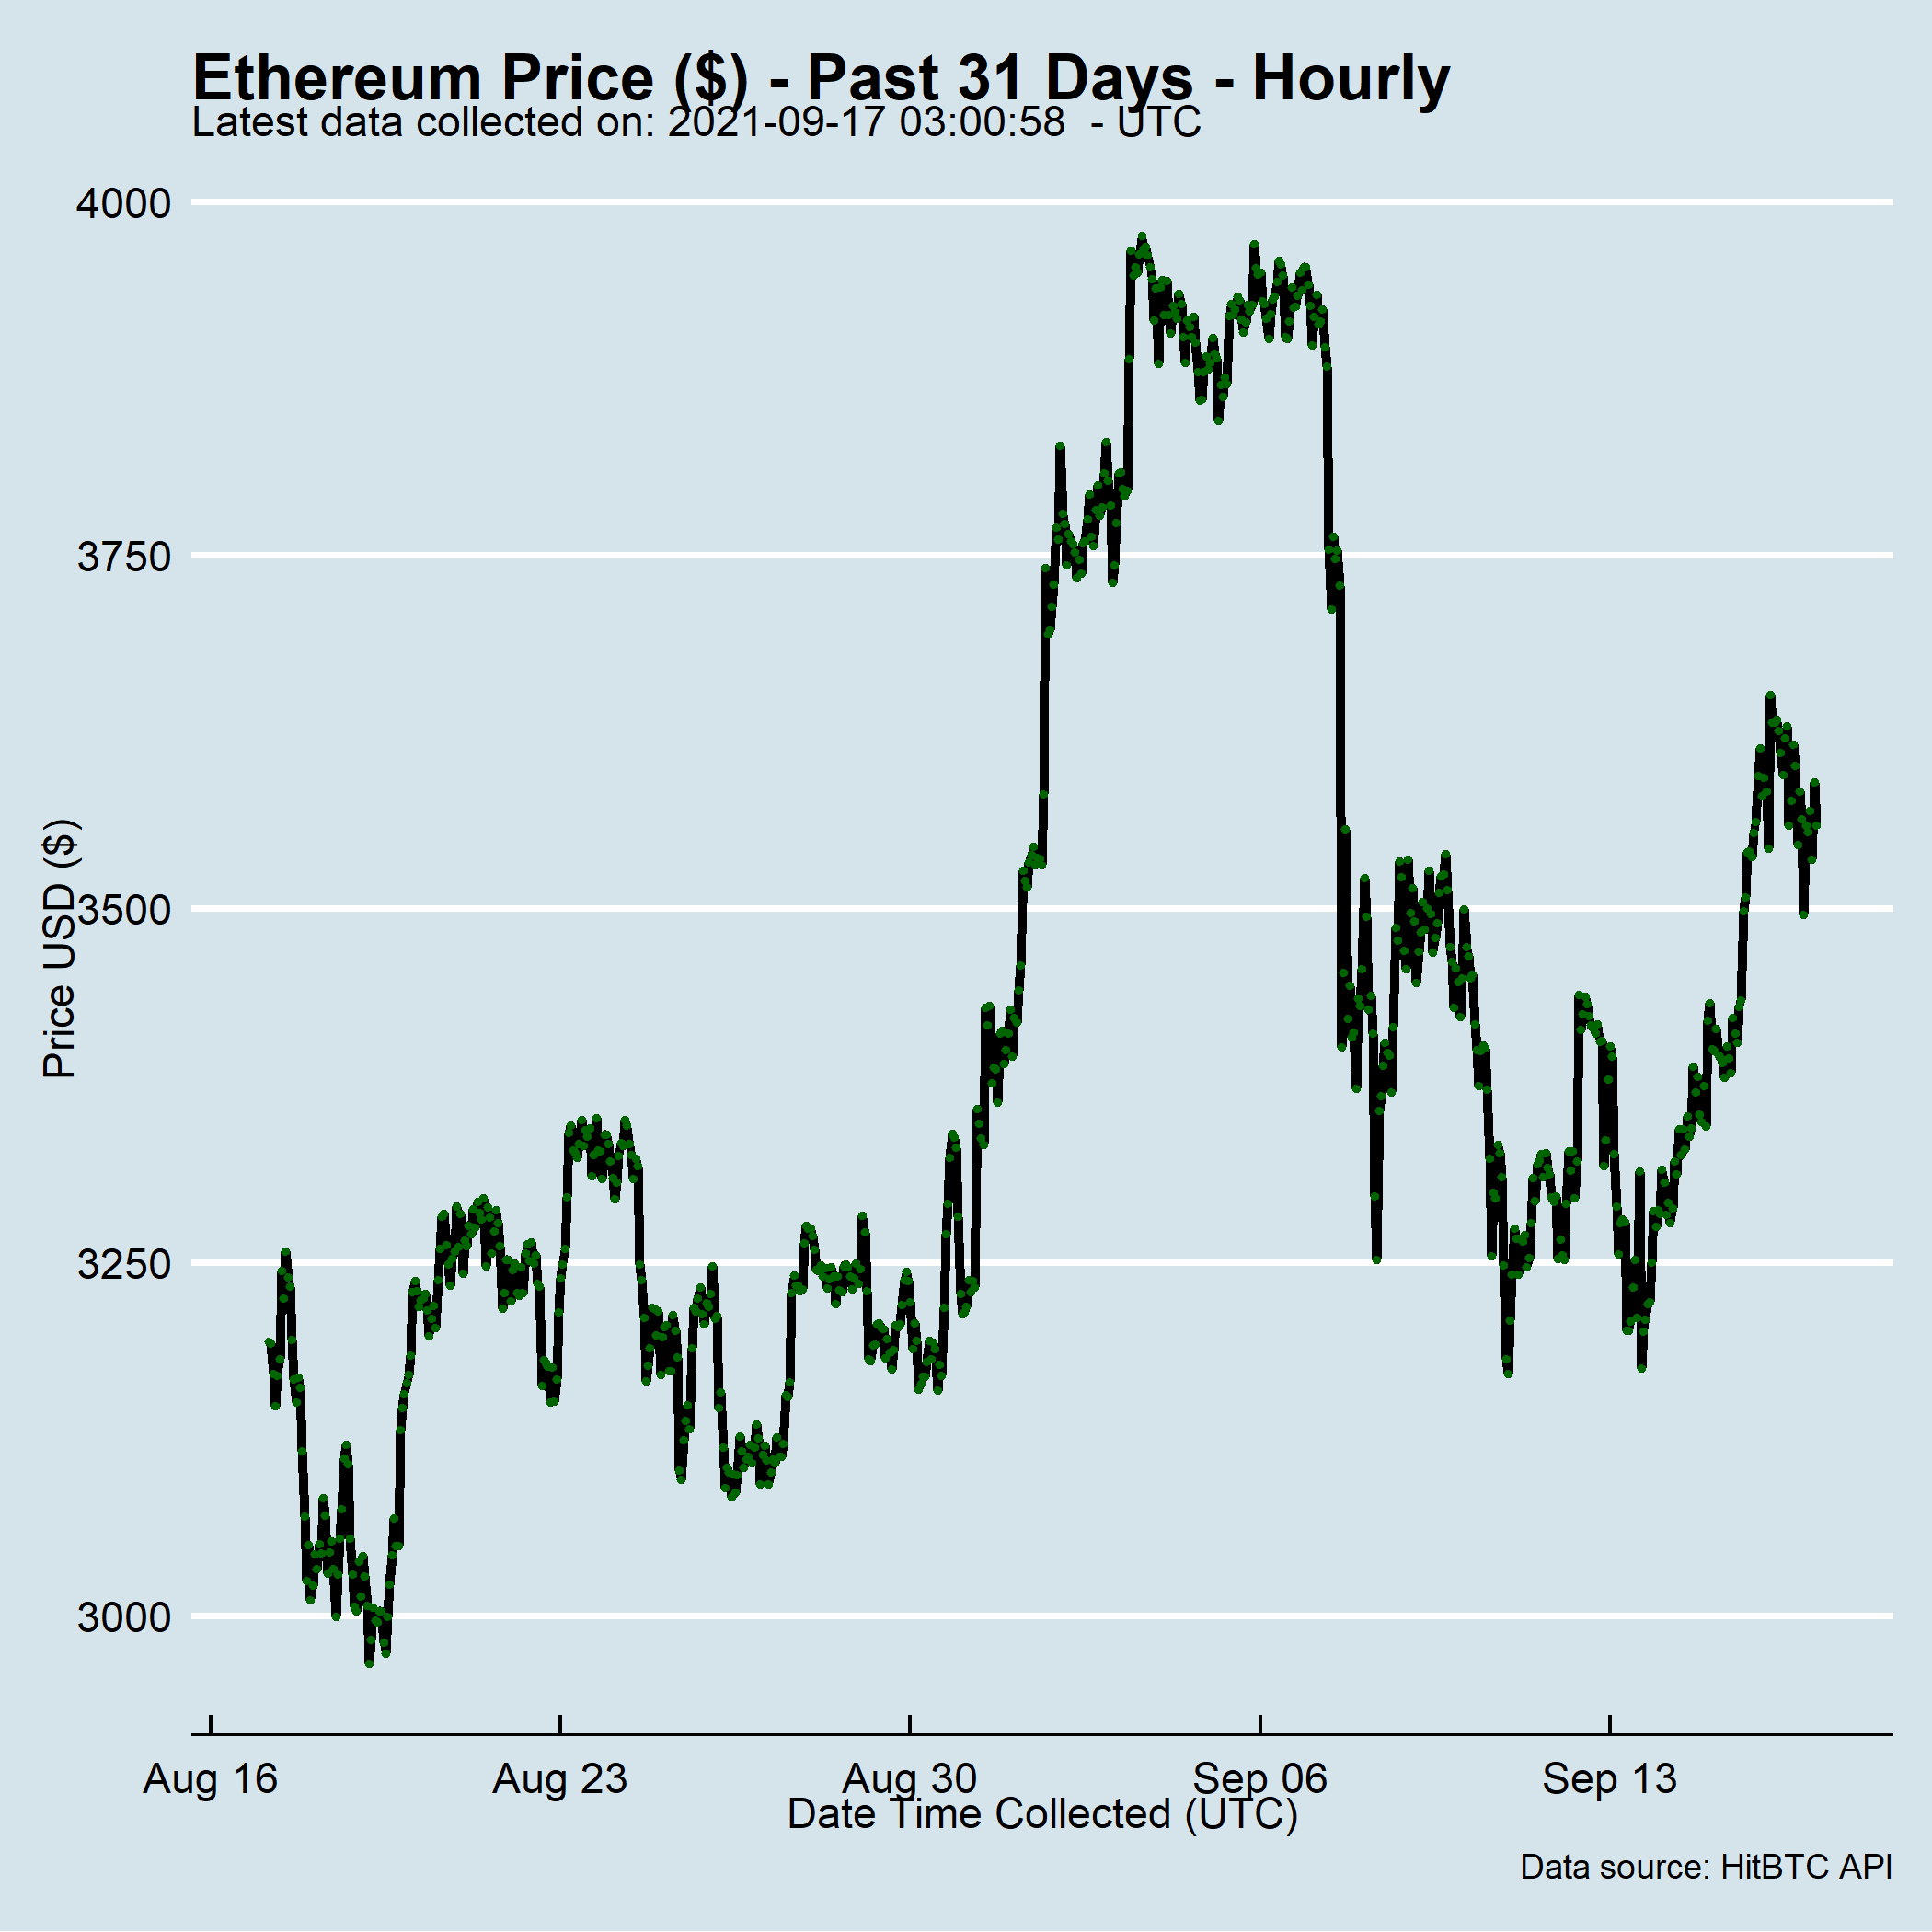 Ethereum Price ($) - Past 31 Days - Hourly
Latest data collected on: 2021-09-17 03:00:58  - UTC
4000
3750
3500
3250
3000
Price USD ($)
Aug 16
Aug 23
Aug 30
Sep 06
Sep 13
Date Time Collected (UTC)
Data source: HitBTC API